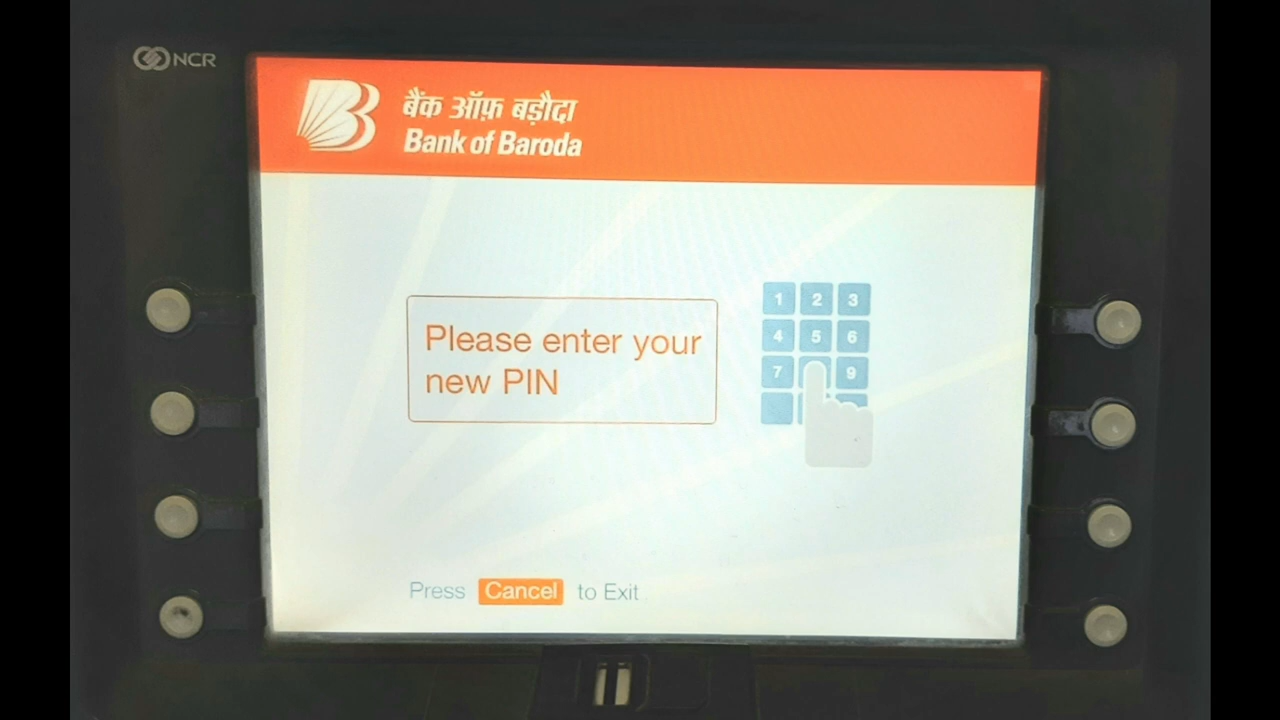 NCR
बैंक ऑफ़ बड़ौदा
Bank of Baroda
1 2 3
4 5 6
7 9
Please enter your
new PIN
Press Cancel to Exit